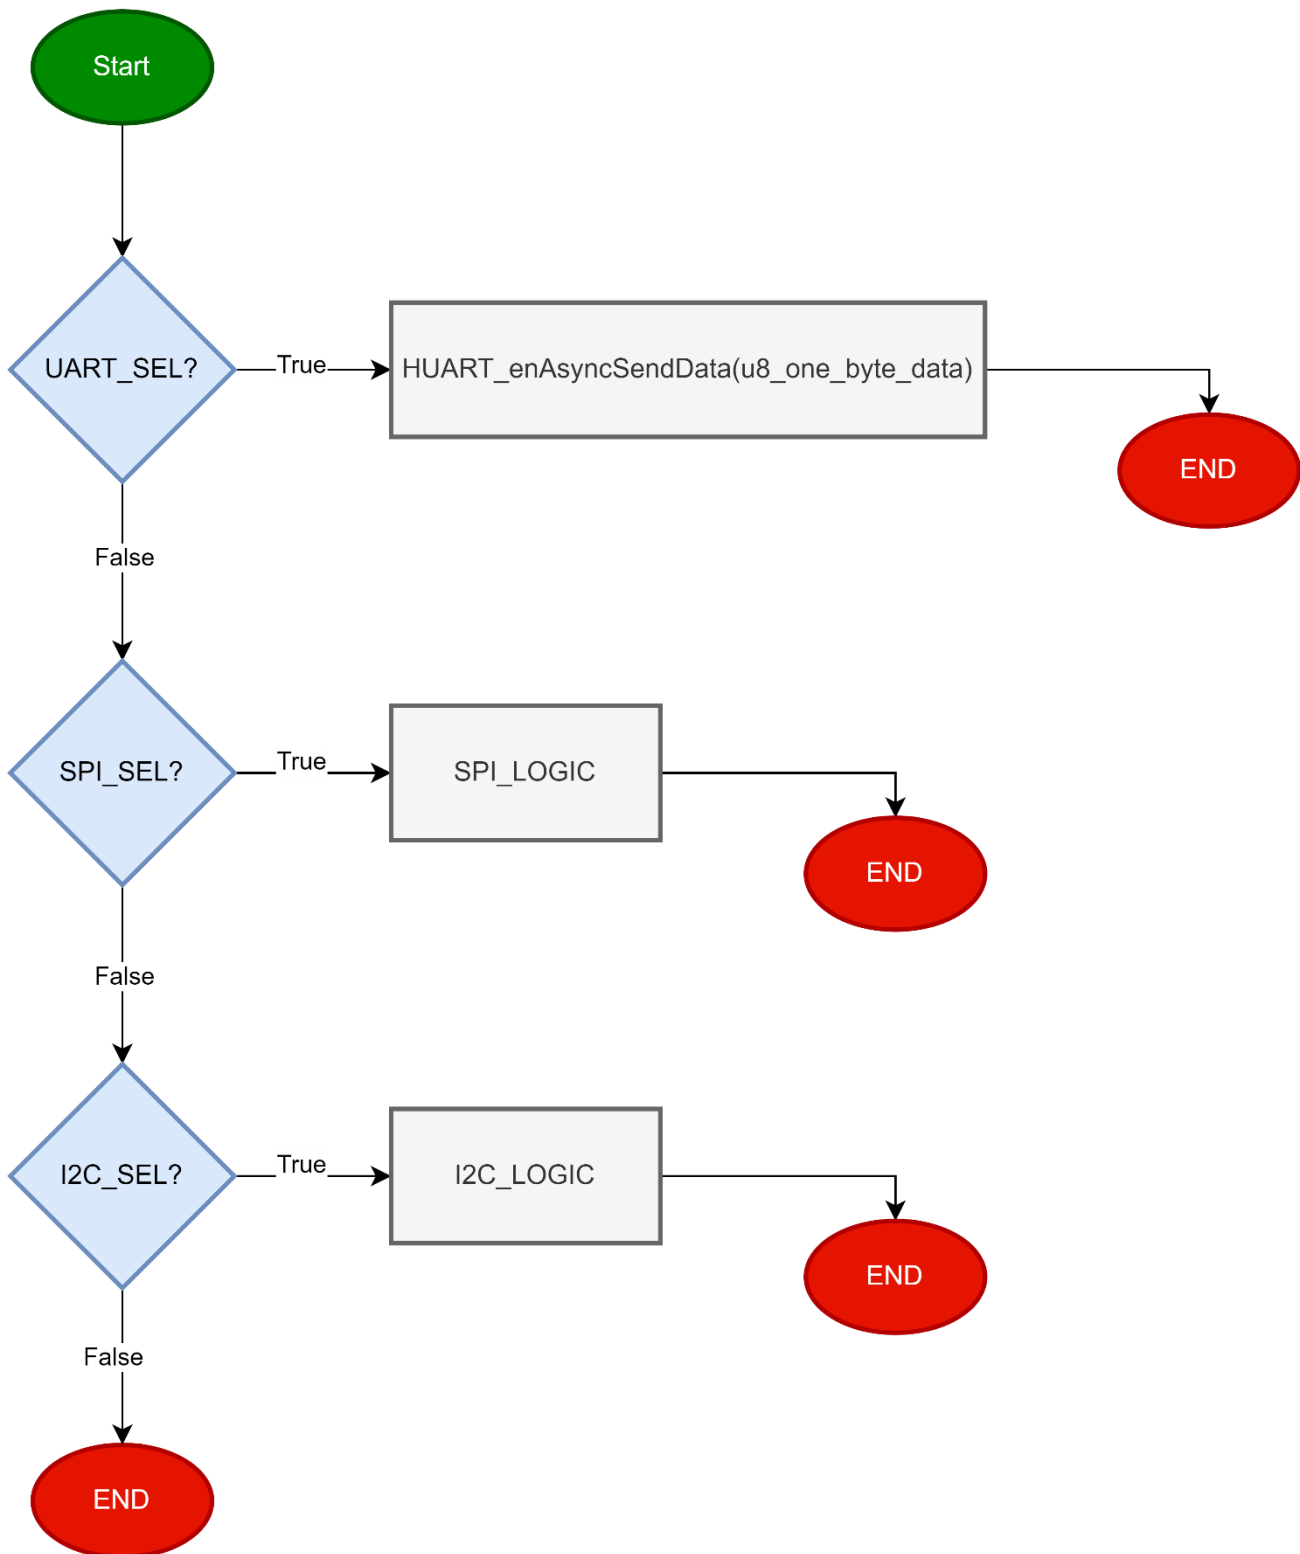 Start
UART_SEL?
True
HUART_enAsyncSendData(u8_one_byte_data)
END
False
SPI_SEL?
True
SPI_LOGIC
END
False
I2C_SEL?
True
I2C_LOGIC
END
False
END